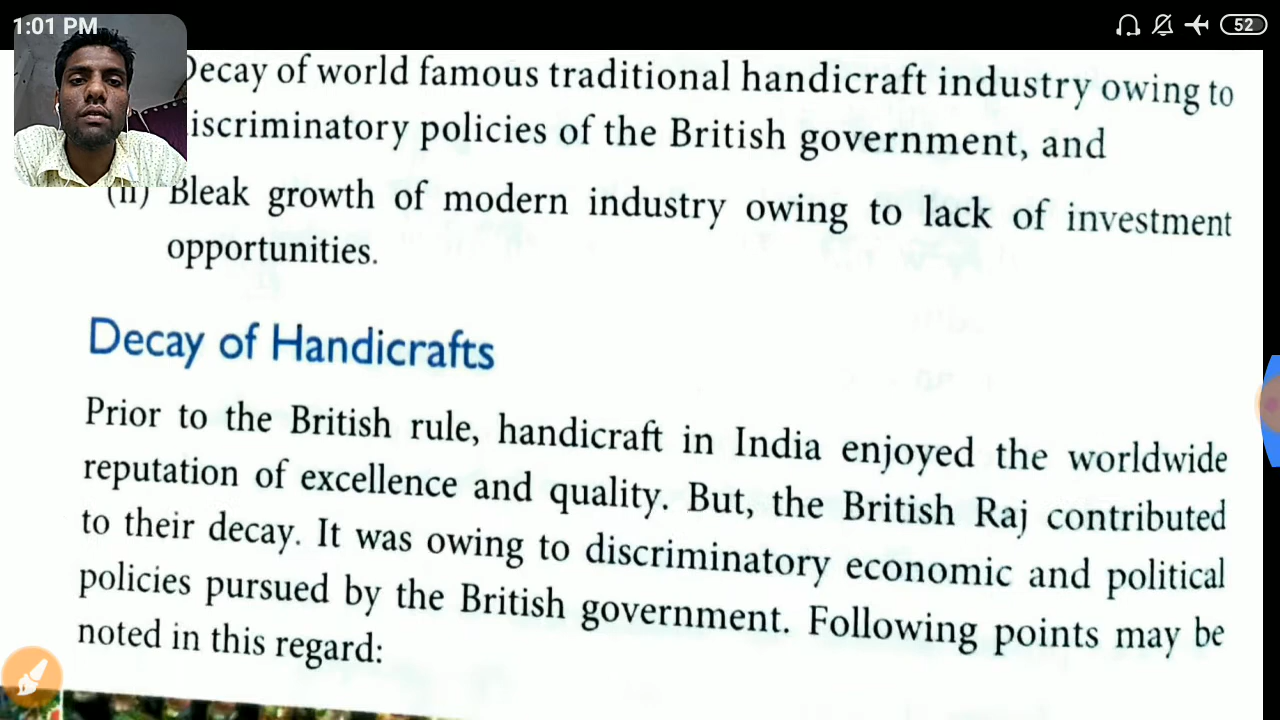 1:01 PM
52
Decay of world famous traditional handicraft industry owing to
iscriminatory policies of the British government, and
(ii) Bleak growth of modern industry owing to lack of investment
opportunities.
Decay of Handicrafts
Prior to the British rule, handicraft in India enjoyed the worldwide
reputation of excellence and quality. But, the British Raj contributed
to their decay. It was owing to discriminatory economic and political
policies pursued by the British government. Following points may be
noted in this regard: